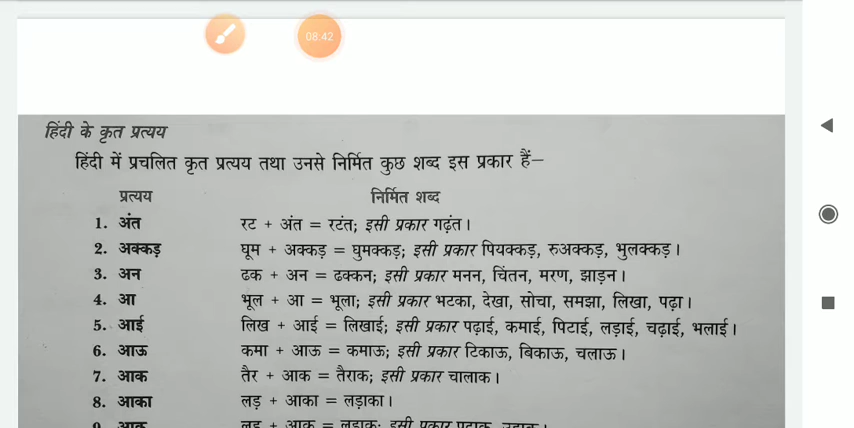 08:42
हिंदी के कृत प्रत्यय
हिंदी में प्रचलित कृत प्रत्यय तथा उनसे निर्मित कुछ शब्द इस प्रकार हैं–
प्रत्यय निर्मित शब्द
1. अंत रट + अंत = रटंत; इसी प्रकार गढ़ंत।
2. अक्कड़ घूम + अक्कड़ = घुमक्कड़; इसी प्रकार पियक्कड़, रुअक्कड़, भुलक्कड़।
3. अन ढक + अन = ढक्कन; इसी प्रकार मनन, चिंतन, मरण, झाड़न।
4. आ भूल + आ = भूला; इसी प्रकार भटका, देखा, सोचा, समझा, लिखा, पढ़ा।
5. आई लिख + आई = लिखाई; इसी प्रकार पढ़ाई, कमाई, पिटाई, लड़ाई, चढ़ाई, भलाई।
6. आऊ कमा + आऊ = कमाऊ; इसी प्रकार टिकाऊ, बिकाऊ, चलाऊ।
7. आक तैर + आक = तैराक; इसी प्रकार चालाक।
8. आका लड़ + आका = लड़ाका।